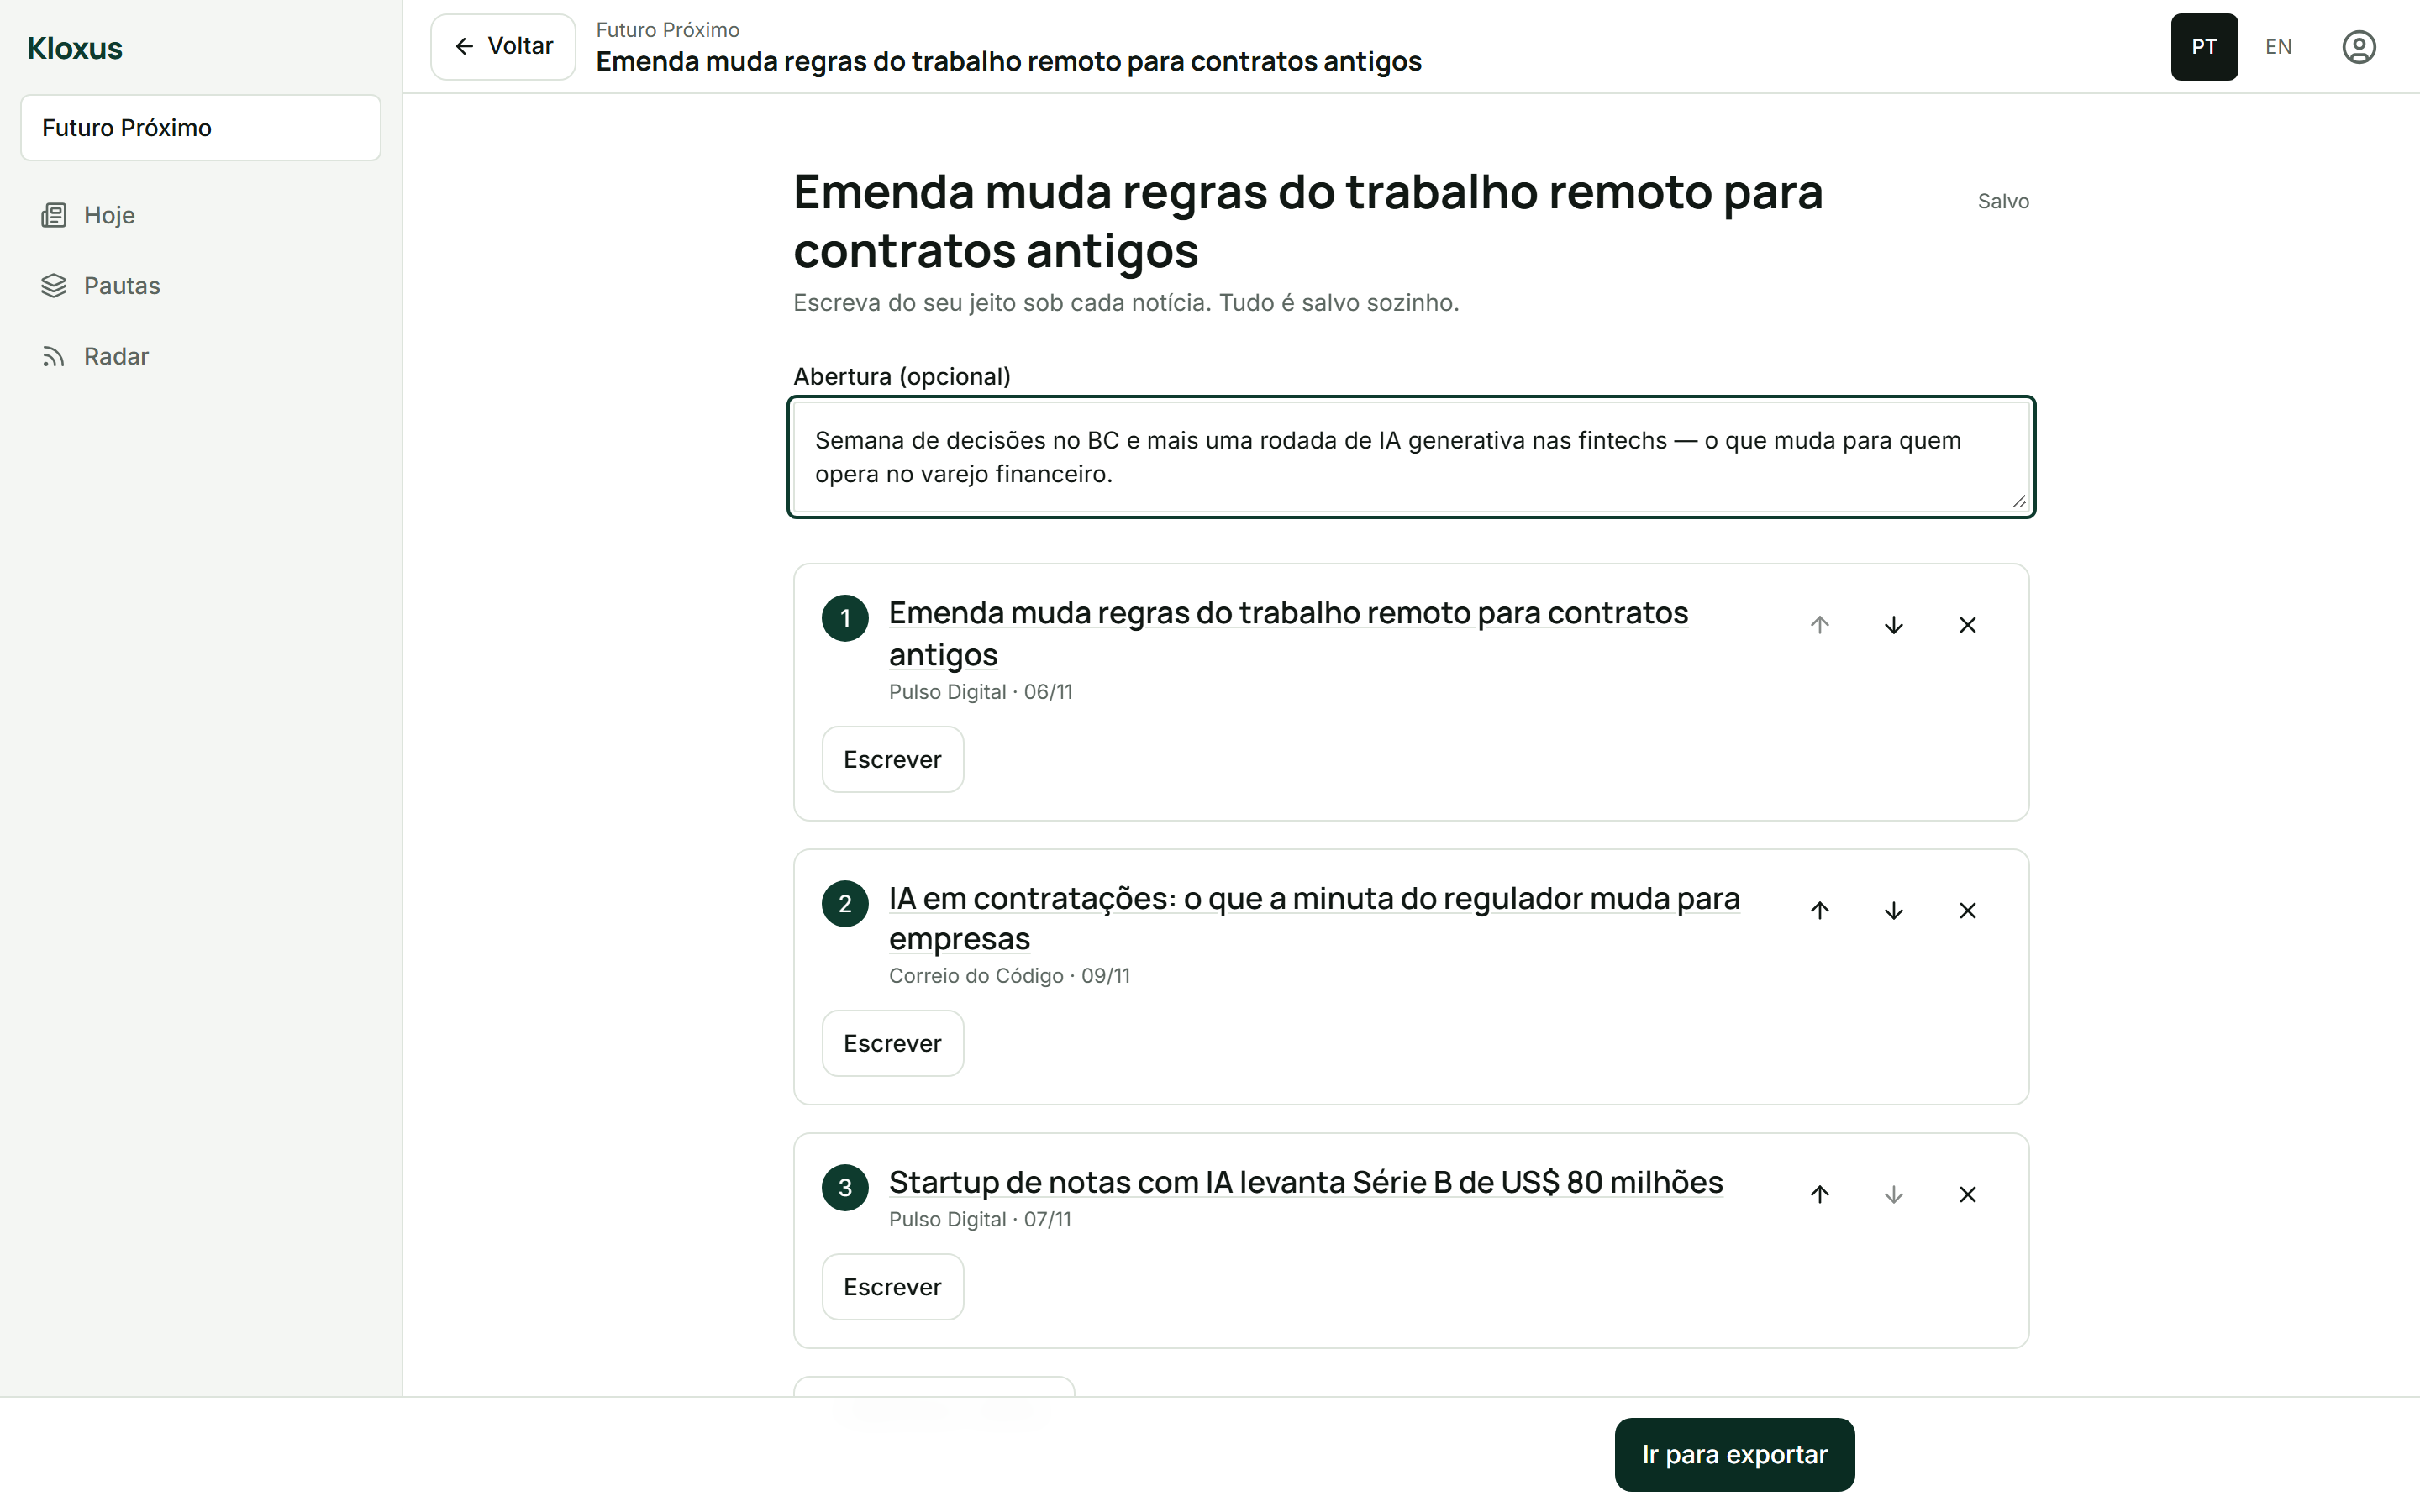 Kloxus
Futuro Próximo
Hoje
Pautas
Radar
Voltar
Futuro Próximo
Emenda muda regras do trabalho remoto para contratos antigos
PT
EN
Emenda muda regras do trabalho remoto para
contratos antigos
Salvo
Escreva do seu jeito sob cada notícia. Tudo é salvo sozinho.
Abertura (opcional)
Semana de decisões no BC e mais uma rodada de IA generativa nas fintechs — o que muda para quem
opera no varejo financeiro.
1
Emenda muda regras do trabalho remoto para contratos
antigos
Pulso Digital · 06/11
Escrever
2
IA em contratações: o que a minuta do regulador muda para
empresas
Correio do Código · 09/11
Escrever
3
Startup de notas com IA levanta Série B de US$ 80 milhões
Pulso Digital · 07/11
Escrever
Ir para exportar